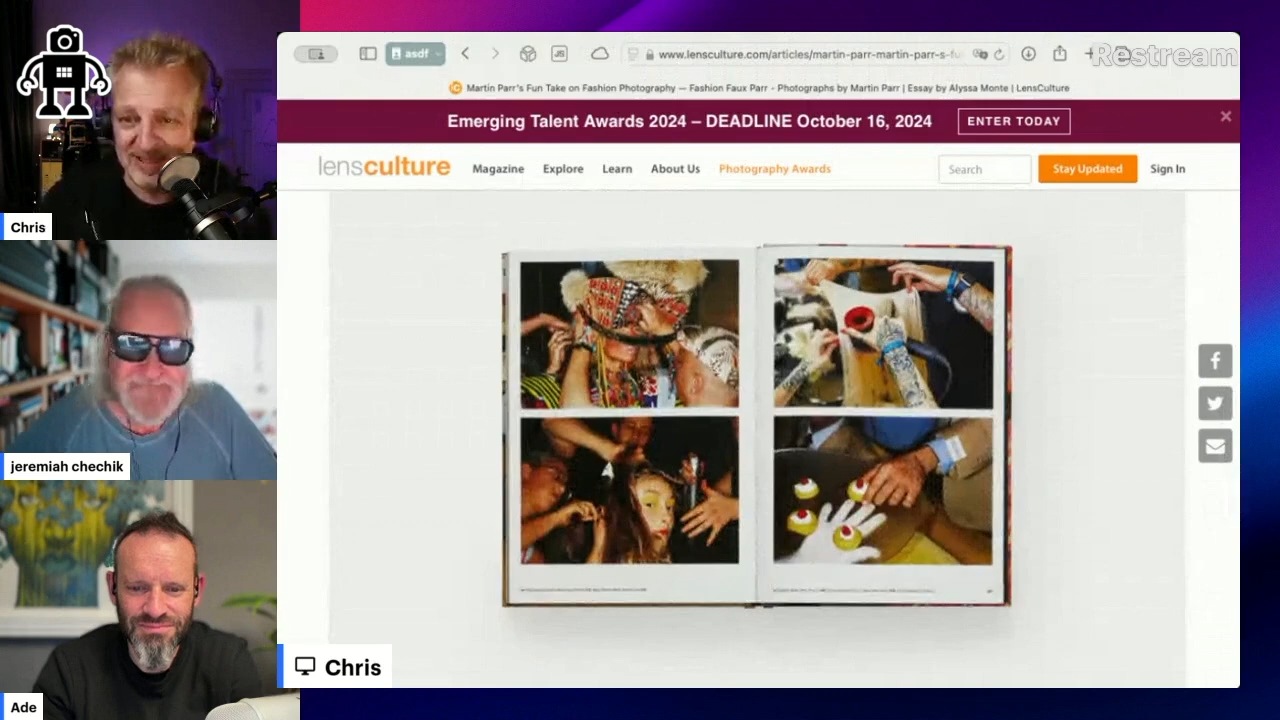 asdf
JS
www.lensculture.com/articles/martin-parr-martin-parr-s-fu
Restream
Martin Parr's Fun Take on Fashion Photography — Fashion Faux Parr - Photographs by Martin Parr | Essay by Alyssa Monte | LensCulture
Emerging Talent Awards 2024 – DEADLINE October 16, 2024
ENTER TODAY
lensculture
Magazine
Explore
Learn
About Us
Photography Awards
Search
Stay Updated
Sign In
Chris
jeremiah chechik
Chris
Ade